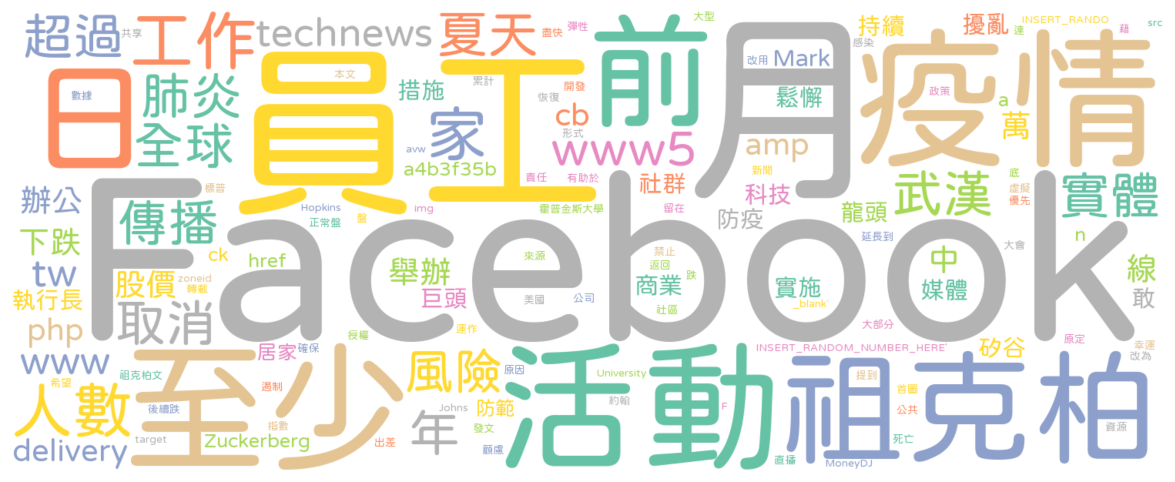 超過 共享 工作 technews 夏天 盡快 彈性 大型 持續 擾亂 INSERT_RANDO 達 籍 src
日 數據 肺炎 全球 本文 員工 措施 累計 恢復 開發 前 月 改用 Mark 感染 疫情
家 cb 形式 鬆懈 政策 a 萬
avw a4b3f35b www5 amp
辦公 標普 Hopkins 正常盤 盤 img 責任 有助於 霍普金斯大學 社群 留在 科技 新聞 防疫 龍頭 武漢 底 虛擬 優先 實體
傳播 Facebook 延長到 n
下跌 ck href 舉辦 來源 禁止 返回 跌 中 大會 線
tw 股價 zoneid 轉載 巨頭 美國 公司 商業 實施 _blank' 媒體 敢
執行長 取消 授權 運作 社區 大部分 原定
php 居家 確保 INSERT_RANDOM_NUMBER_HERE' 矽谷 幸運 改為
www 祖克柏文 希望 遏制 風險 原因 University 提到 首圖
人數 後續跌 至少 指數 年 Johns 防範 發文 活動 約翰 F 祖克柏 公共 資源
delivery target Zuckerberg 出差 顧慮 直播 MoneyDJ 死亡